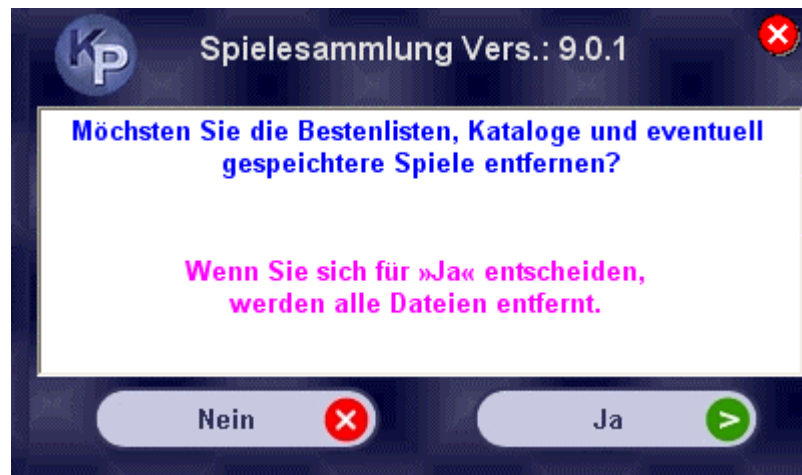 KP
Spielesammlung Vers.: 9.0.1
Möchsten Sie die Bestenlisten, Kataloge und eventuell
gespeichtere Spiele entfernen?
Wenn Sie sich für »Ja« entscheiden,
werden alle Dateien entfernt.
Nein
Ja